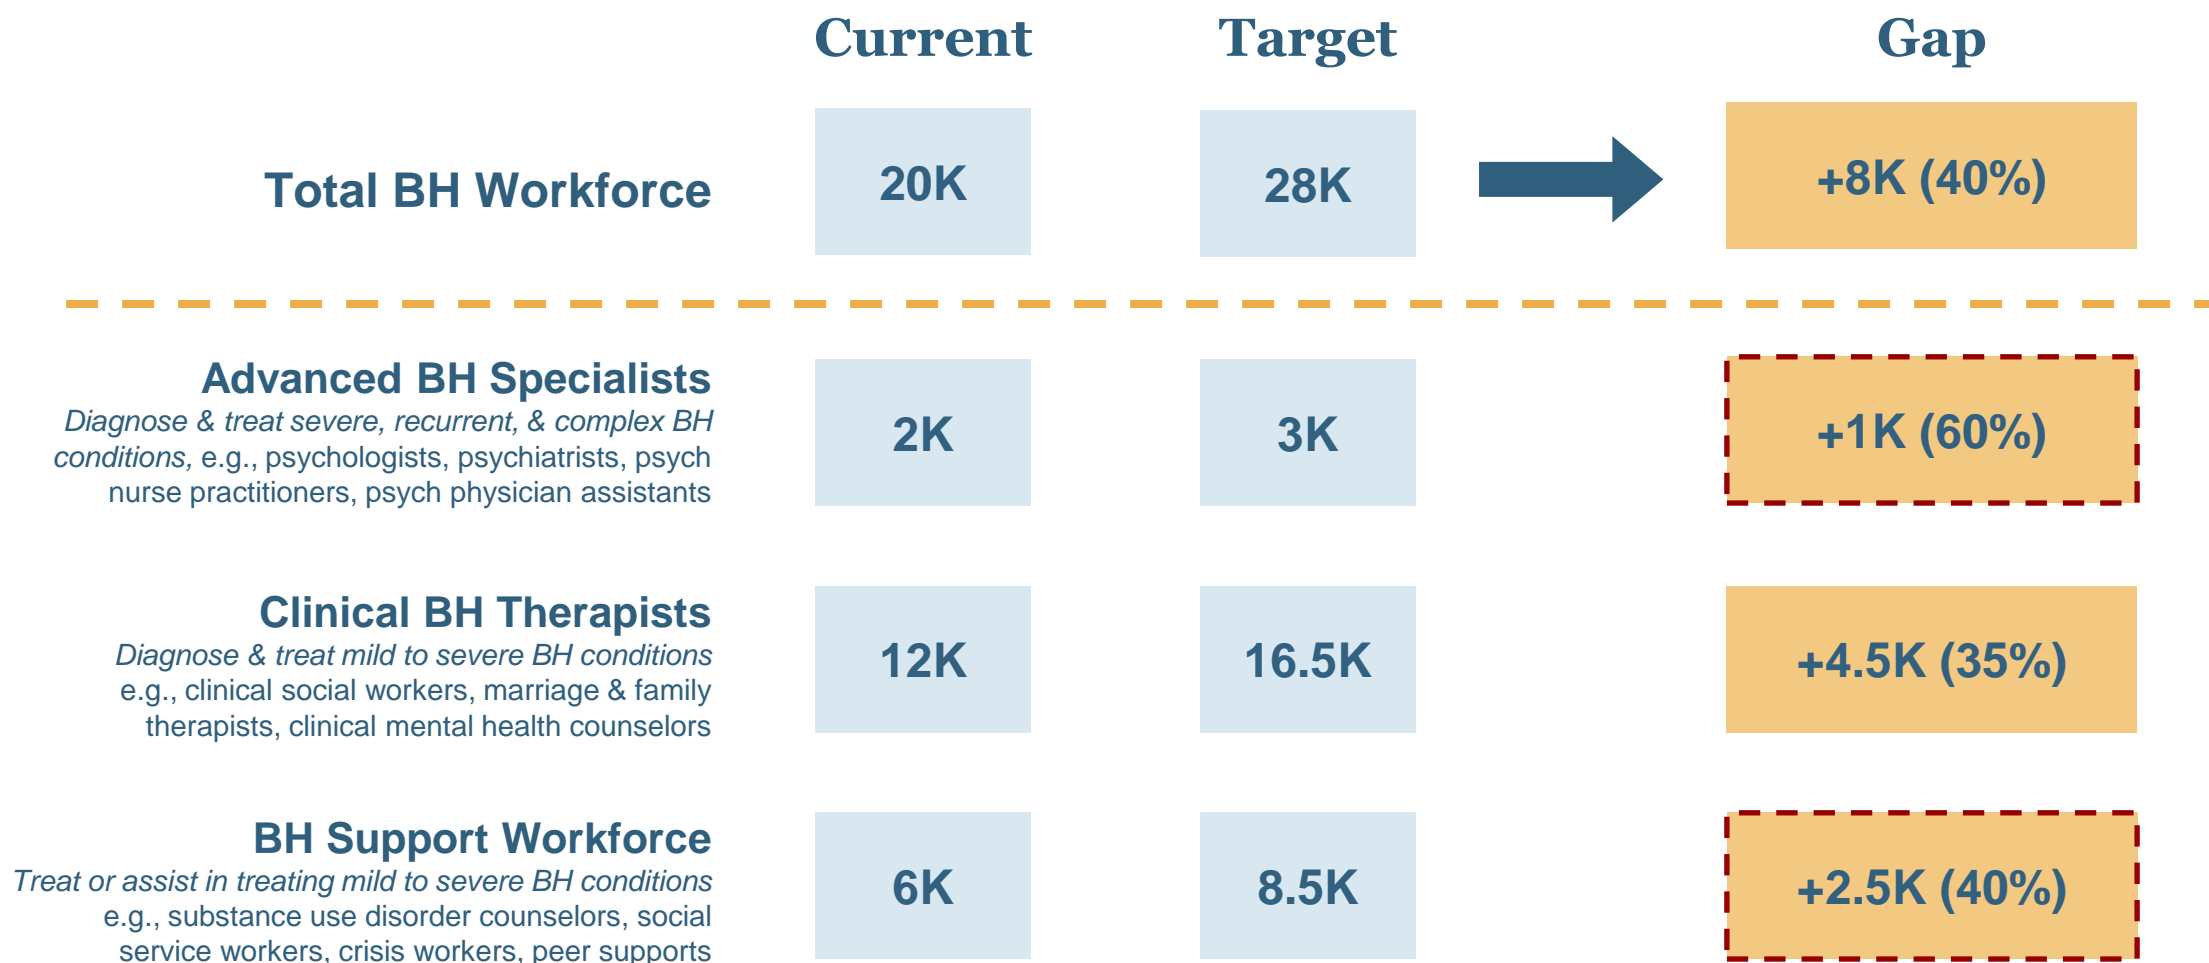 Current Target Gap
Total BH Workforce 20K 28K +8K (40%)
Advanced BH Specialists
Diagnose & treat severe, recurrent, & complex BH
conditions, e.g., psychologists, psychiatrists, psych
nurse practitioners, psych physician assistants
2K 3K +1K (60%)
Clinical BH Therapists
Diagnose & treat mild to severe BH conditions
e.g., clinical social workers, marriage & family
therapists, clinical mental health counselors
12K 16.5K +4.5K (35%)
BH Support Workforce
Treat or assist in treating mild to severe BH conditions
e.g., substance use disorder counselors, social
service workers, crisis workers, peer supports
6K 8.5K +2.5K (40%)